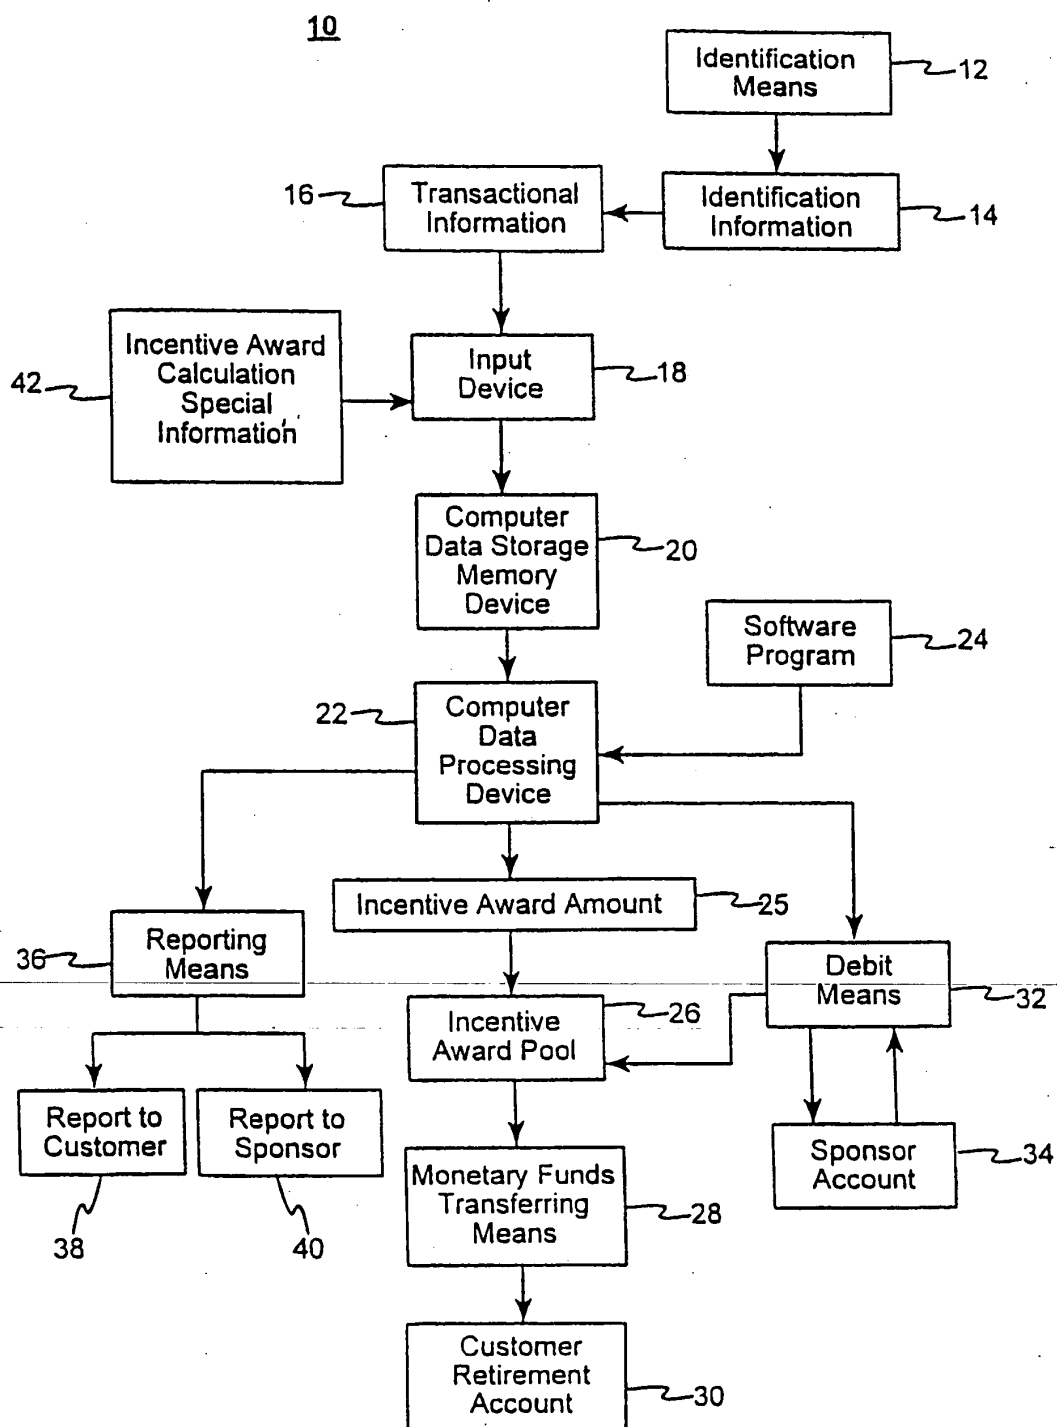 10
Identification
Means
12
16
Transactional
Information
Identification
Information
14
Incentive Award
Calculation
Special
Information
42
Input
Device
18
Computer
Data Storage
Memory
Device
20
Software
Program
24
22
Computer
Data
Processing
Device
Incentive Award Amount
25
36
Reporting
Means
Debit
Means
32
Incentive
Award Pool
26
Report to
Customer
Report to
Sponsor
38
40
Monetary Funds
Transferring
Means
28
Sponsor
Account
34
Customer
Retirement
Account
30